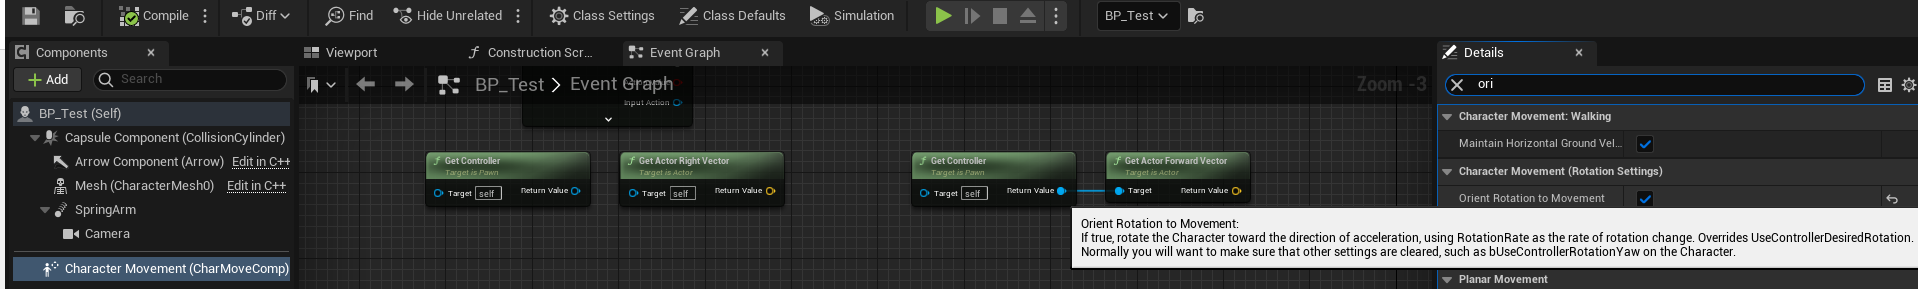 Compile
Diff
Find
Hide Unrelated
Class Settings
Class Defaults
Simulation
BP_Test
Components
Viewport
Construction Scr...
Event Graph
Details
Add
Search
BP_Test > Event Graph
Zoom -3
ori
Input Action
BP_Test (Self)
Capsule Component (CollisionCylinder)
Arrow Component (Arrow) Edit in C++
Mesh (CharacterMesh0) Edit in C++
SpringArm
Camera
Character Movement (CharMoveComp)
Get Controller
Target is Pawn
Target self Return Value
Get Actor Right Vector
Target is Actor
Target self Return Value
Get Controller
Target is Pawn
Target self Return Value
Get Actor Forward Vector
Target is Actor
Target Return Value
Character Movement: Walking
Maintain Horizontal Ground Vel...
Character Movement (Rotation Settings)
Orient Rotation to Movement
Orient Rotation to Movement:
If true, rotate the Character toward the direction of acceleration, using RotationRate as the rate of rotation change. Overrides UseControllerDesiredRotation.
Normally you will want to make sure that other settings are cleared, such as bUseControllerRotationYaw on the Character.
Planar Movement